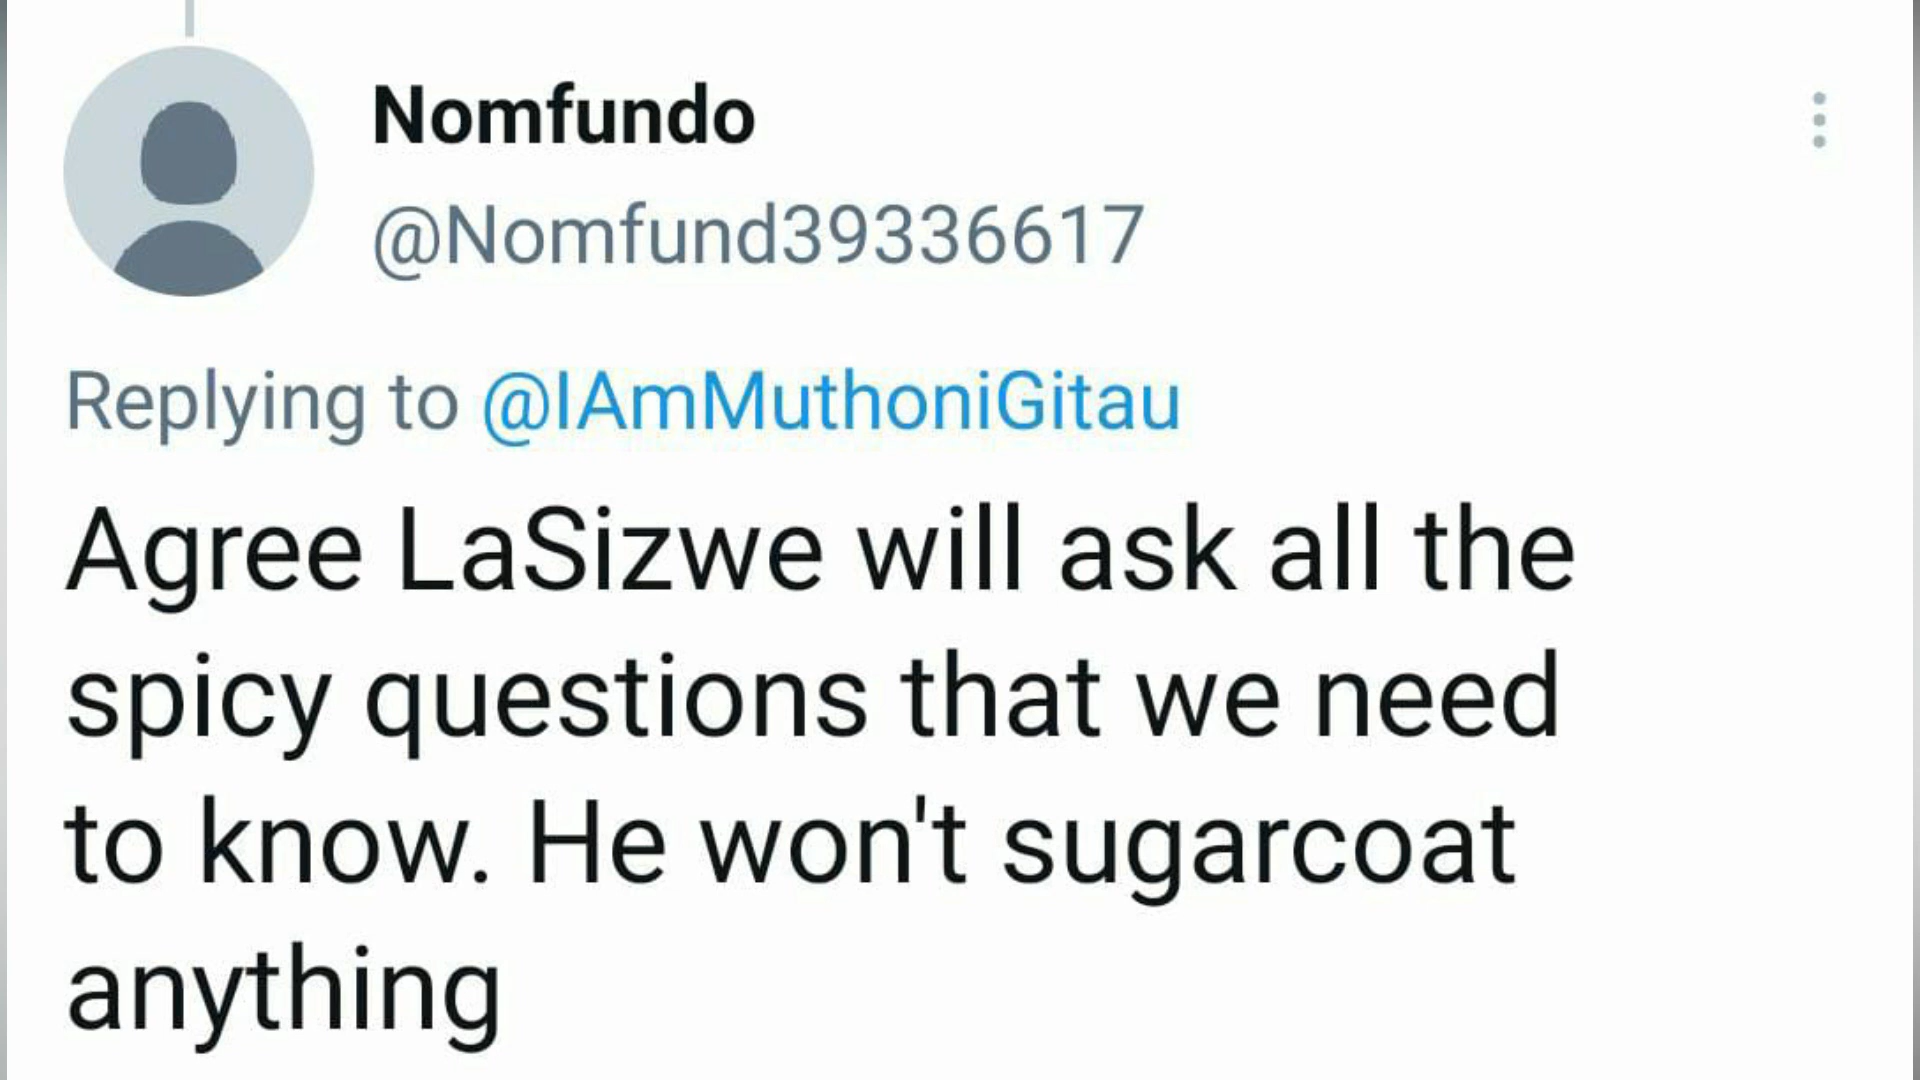 Nomfundo
@Nomfund39336617
Replying to @IAmMuthoniGitau
Agree LaSizwe will ask all the
spicy questions that we need
to know. He won't sugarcoat
anything